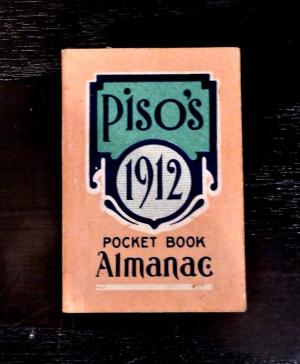 Piso's
1912
POCKET BOOK
Almanac